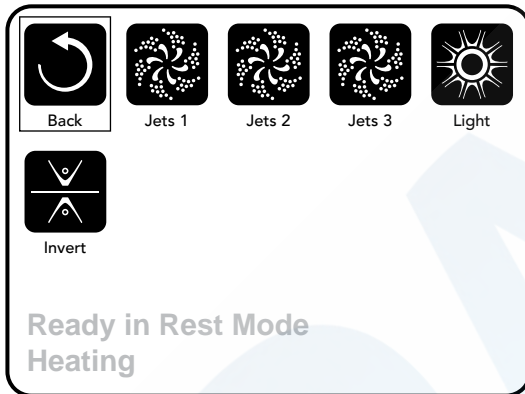 Back
Jets 1
Jets 2
Jets 3
Light
Invert
Ready in Rest Mode
Heating